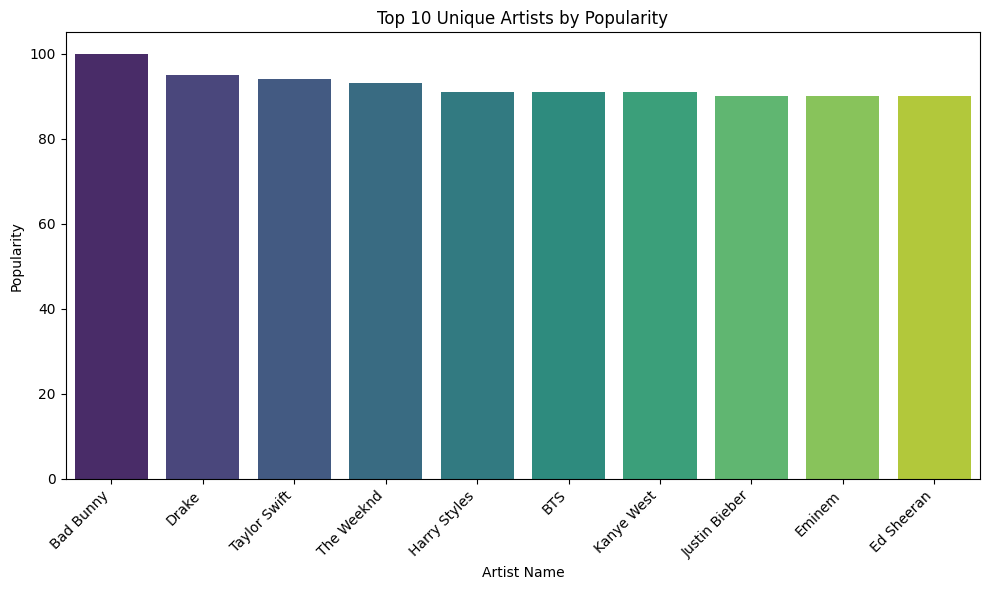 Top 10 Unique Artists by Popularity
Popularity
100
80
60
40
20
0
Bad Bunny
Drake
Taylor Swift
The Weeknd
Harry Styles
BTS
Kanye West
Justin Bieber
Eminem
Ed Sheeran
Artist Name